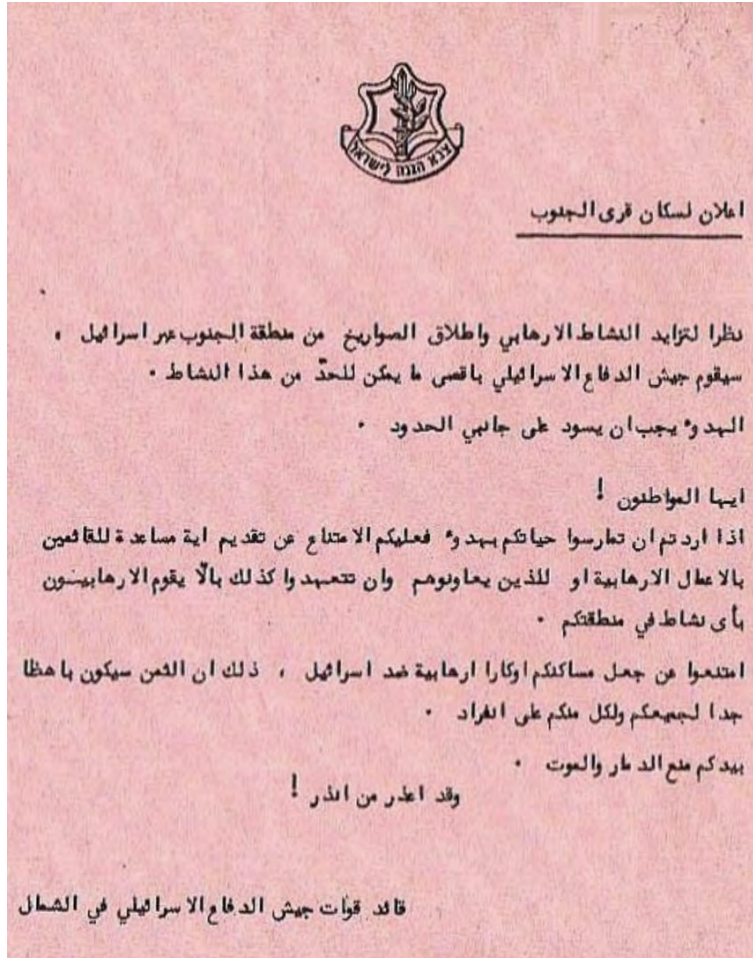 צבא הגנה לישראל
اعلان لسكان قرى الجنوب
نظرا لتزايد النشاط الارهابي واطلاق الصواريخ من منطقة الجنوب عبر اسرائيل ،
سيقوم جيش الدفاع الاسرائيلي باقصى ما يمكن للحدّ من هذا النشاط .
الهدوء يجب ان يسود على جانبي الحدود .
ايها المواطنون !
اذا اردتم ان تمارسوا حياتكم بهدوء فعليكم الامتناع عن تقديم اية مساعدة للقائمين
بالاعمال الارهابية او للذين يعاونوهم وان تتعهدوا كذلك بالّا يقوم الارهابيون
بأى نشاط في منطقتكم .
امتنعوا عن جعل مساكنكم اوكارا ارهابية ضد اسرائيل ، ذلك ان الثمن سيكون باهظا
جدا لجميعكم ولكل منكم على انفراد .
بيدكم منع الدمار والموت .
وقد اعذر من انذر !
قائد قوات جيش الدفاع الاسرائيلي في الشمال